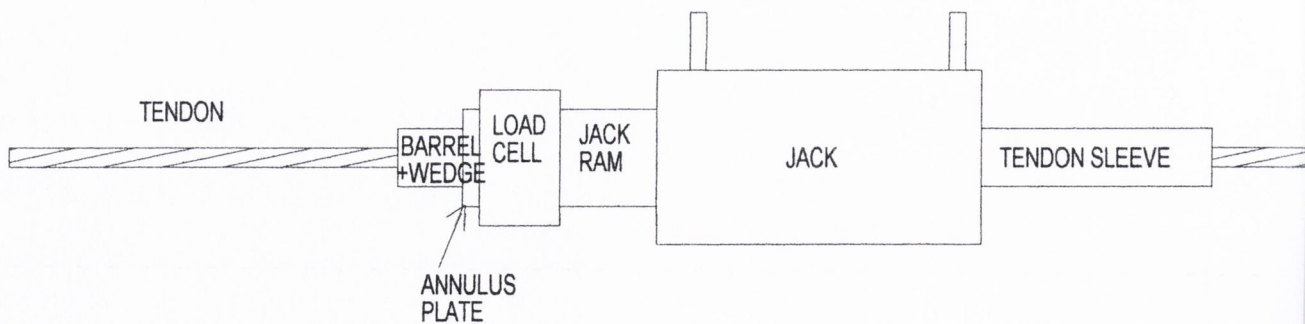 TENDON
BARREL
+WEDGE
LOAD
CELL
JACK
RAM
JACK
TENDON SLEEVE
ANNULUS
PLATE